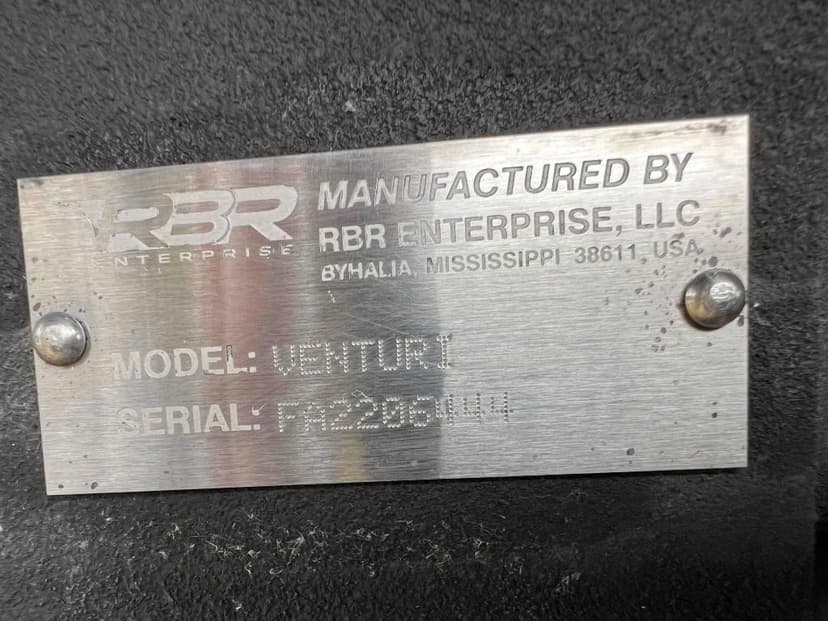 RBR
ENTERPRISE
MANUFACTURED BY
RBR ENTERPRISE, LLC
BYHALIA, MISSISSIPPI 38611, USA
MODEL: VENTURI
SERIAL: FA2206444